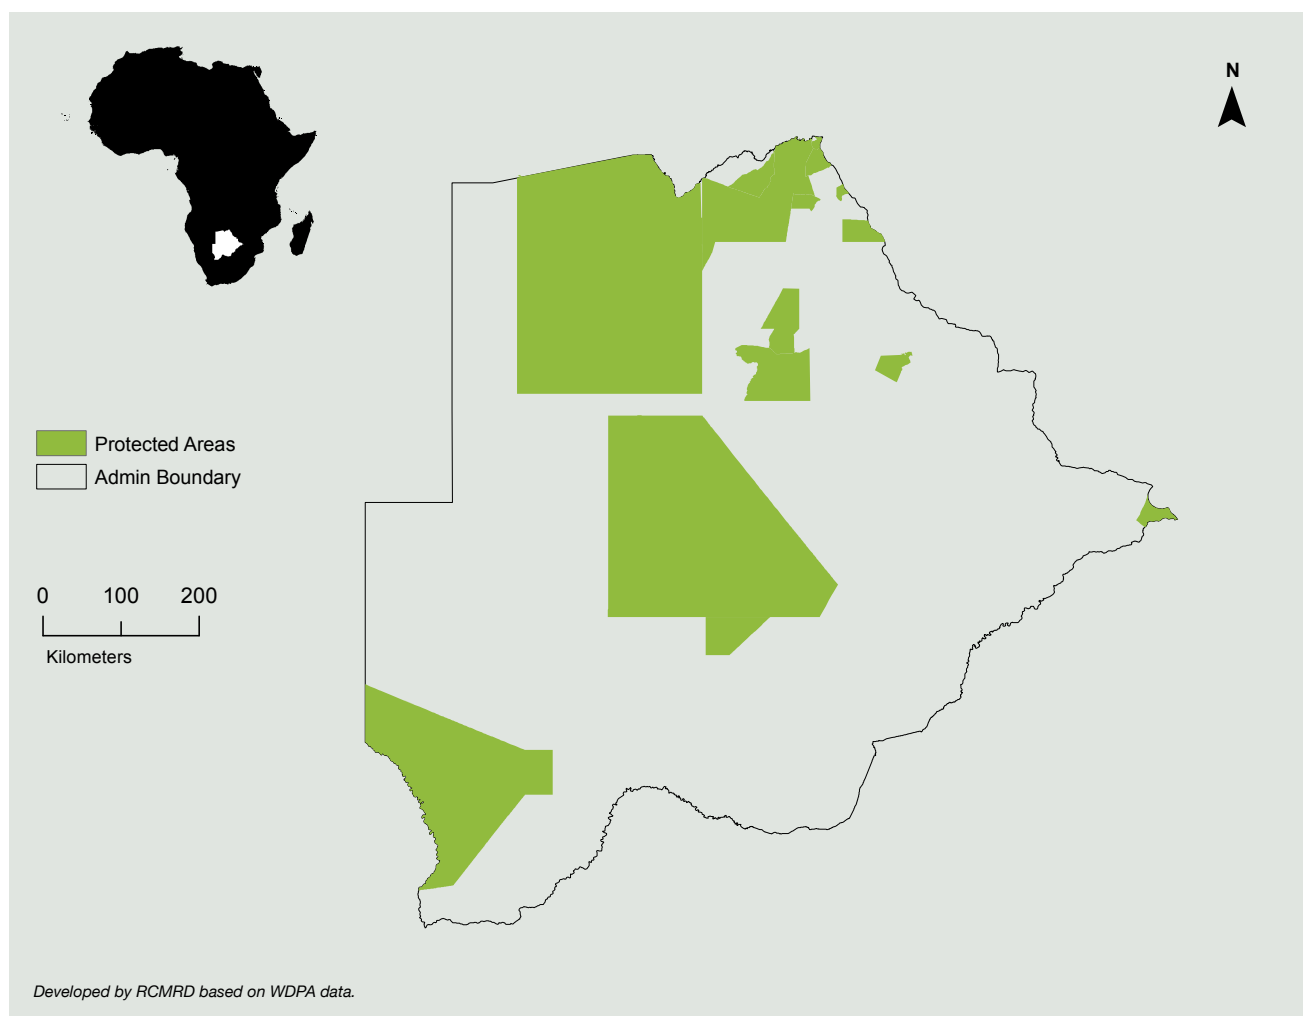 N
Protected Areas
Admin Boundary
0 100 200
Kilometers
Developed by RCMRD based on WDPA data.